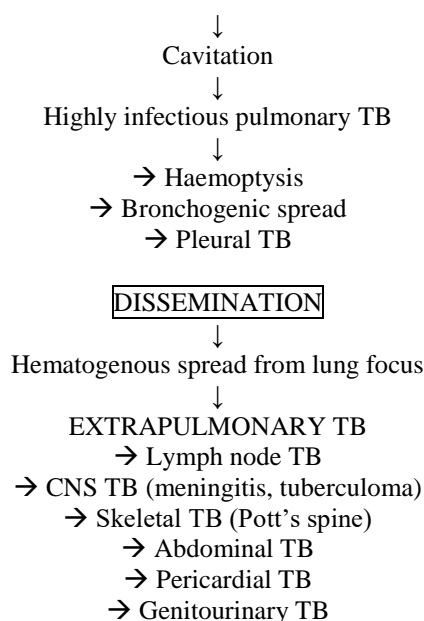 ↓
Cavitation
↓
Highly infectious pulmonary TB
↓
→ Haemoptysis
→ Bronchogenic spread
→ Pleural TB
DISSEMINATION
↓
Hematogenous spread from lung focus
↓
EXTRAPULMONARY TB
→ Lymph node TB
→ CNS TB (meningitis, tuberculoma)
→ Skeletal TB (Pott’s spine)
→ Abdominal TB
→ Pericardial TB
→ Genitourinary TB